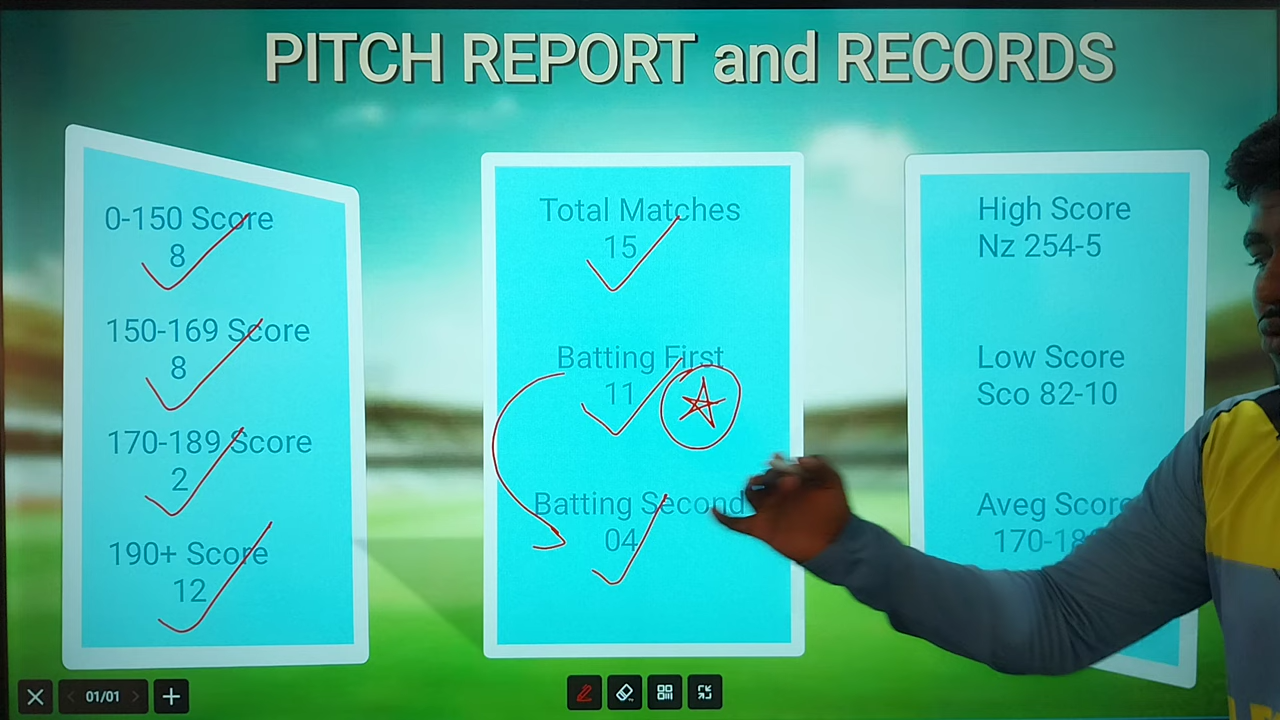 PITCH REPORT and RECORDS
0-150 Score
8
150-169 Score
8
170-189 Score
2
190+ Score
12
Total Matches
15
Batting First
11
Batting Second
04
High Score
Nz 254-5
Low Score
Sco 82-10
Aveg Score
01/01